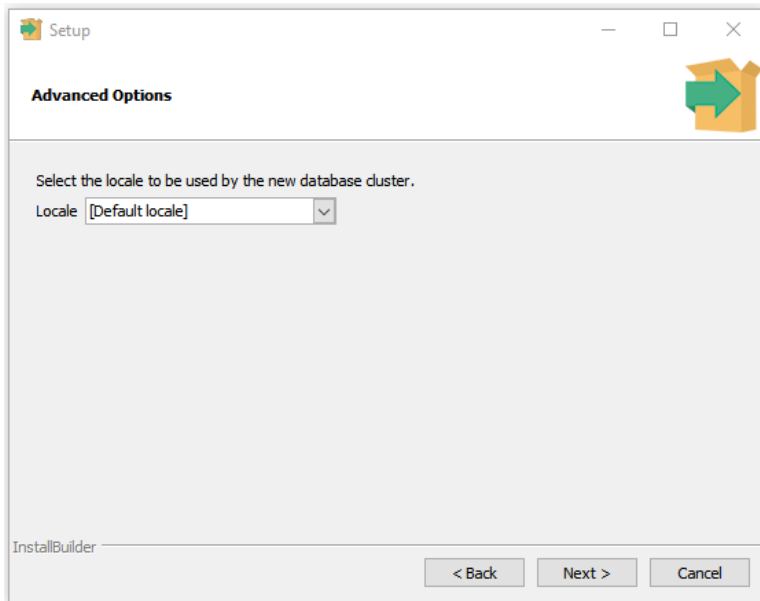 Setup
Advanced Options
Select the locale to be used by the new database cluster.
Locale [Default locale]
InstallBuilder
< Back Next > Cancel